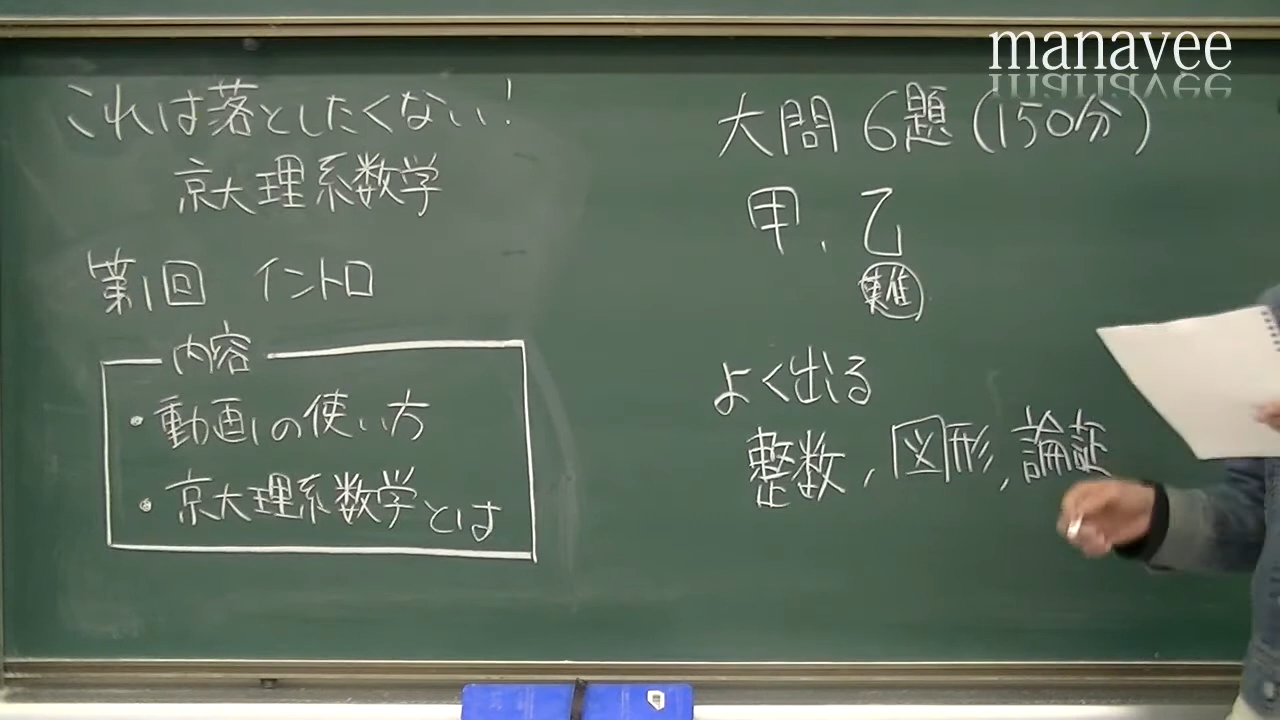 manavee
これは落としたくない!
京大理系数学
第1回 イントロ
内容
・動画の使い方
・京大理系数学とは
大問 6題(150分)
甲、乙
難
よく出る
整数, 図形, 論証